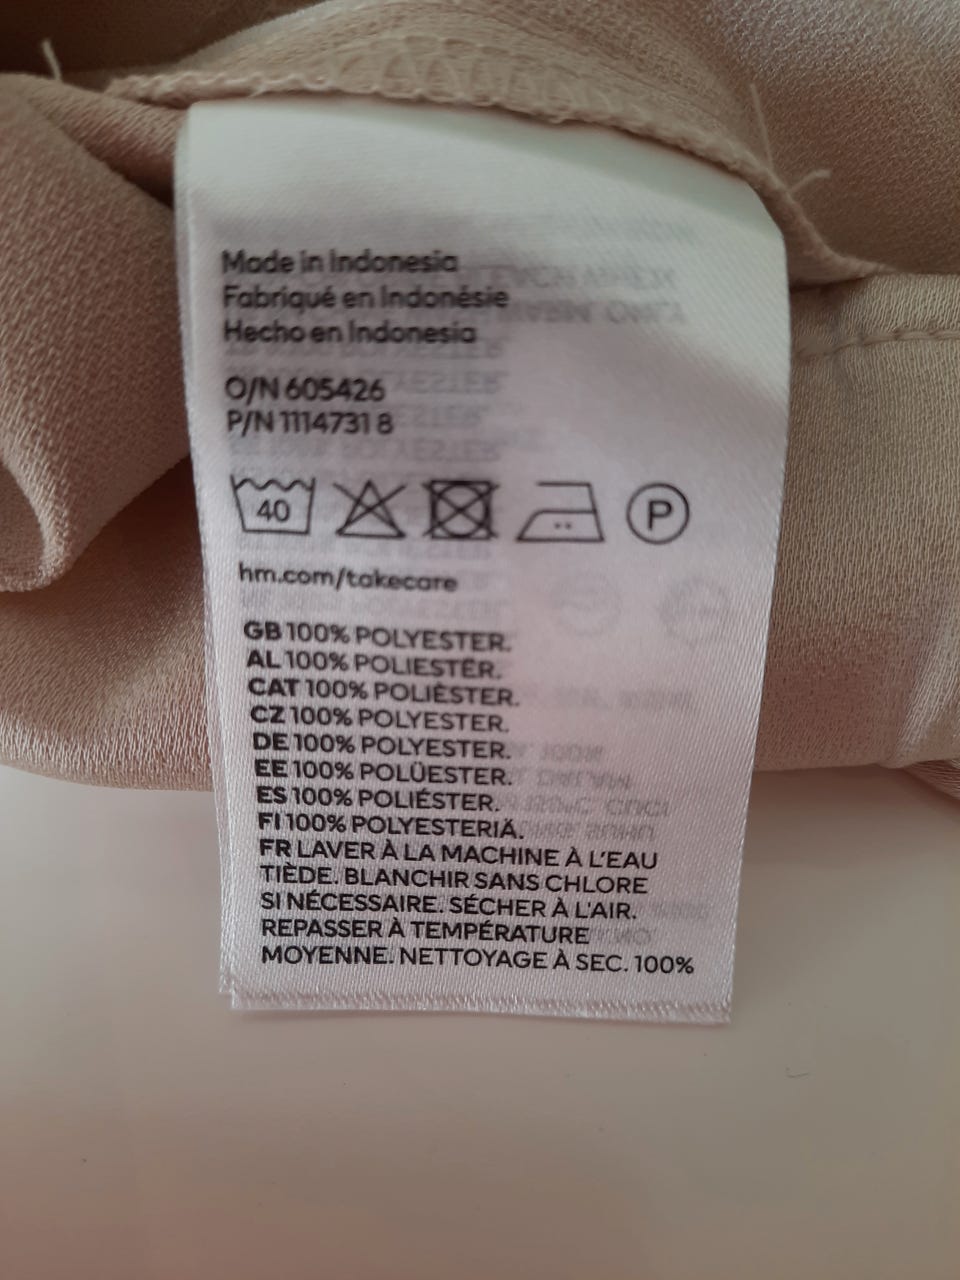 Made in Indonesia
Fabriqué en Indonésie
Hecho en Indonesia
O/N 605426
P/N 1114731 8
40 P
hm.com/takecare
GB 100% POLYESTER.
AL 100% POLIESTËR.
CAT 100% POLIÈSTER.
CZ 100% POLYESTER.
DE 100% POLYESTER.
EE 100% POLÜESTER.
ES 100% POLIÉSTER.
FI 100% POLYESTERIÄ.
FR LAVER À LA MACHINE À L'EAU
TIÈDE. BLANCHIR SANS CHLORE
SI NÉCESSAIRE. SÉCHER À L'AIR.
REPASSER À TEMPÉRATURE
MOYENNE. NETTOYAGE À SEC. 100%